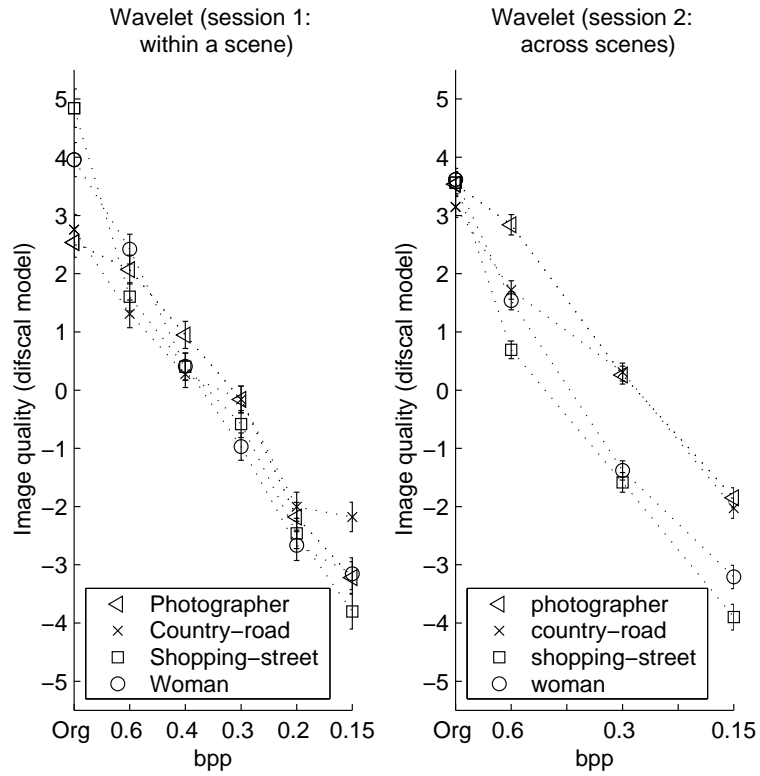 Wavelet (session 1:
within a scene)
Image quality (difscal model)
5
4
3
2
1
0
−1
−2
−3
−4
−5
Photographer
Country−road
Shopping−street
Woman
Org 0.6 0.4 0.3 0.2 0.15
bpp
Wavelet (session 2:
across scenes)
Image quality (difscal model)
5
4
3
2
1
0
−1
−2
−3
−4
−5
photographer
country−road
shopping−street
woman
Org 0.6 0.3 0.15
bpp